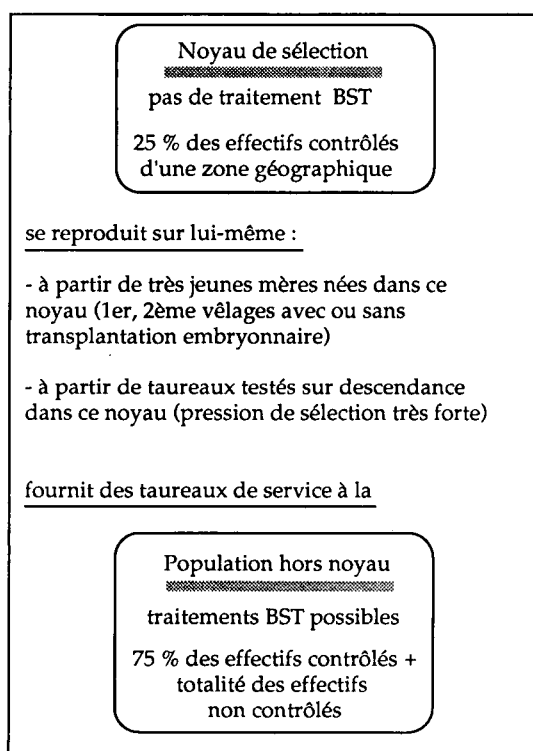 Noyau de sélection
pas de traitement BST
25 % des effectifs contrôlés
d'une zone géographique
se reproduit sur lui-même :
- à partir de très jeunes mères nées dans ce
noyau (1er, 2ème vêlages avec ou sans
transplantation embryonnaire)
- à partir de taureaux testés sur descendance
dans ce noyau (pression de sélection très forte)
fournit des taureaux de service à la
Population hors noyau
traitements BST possibles
75 % des effectifs contrôlés +
totalité des effectifs
non contrôlés